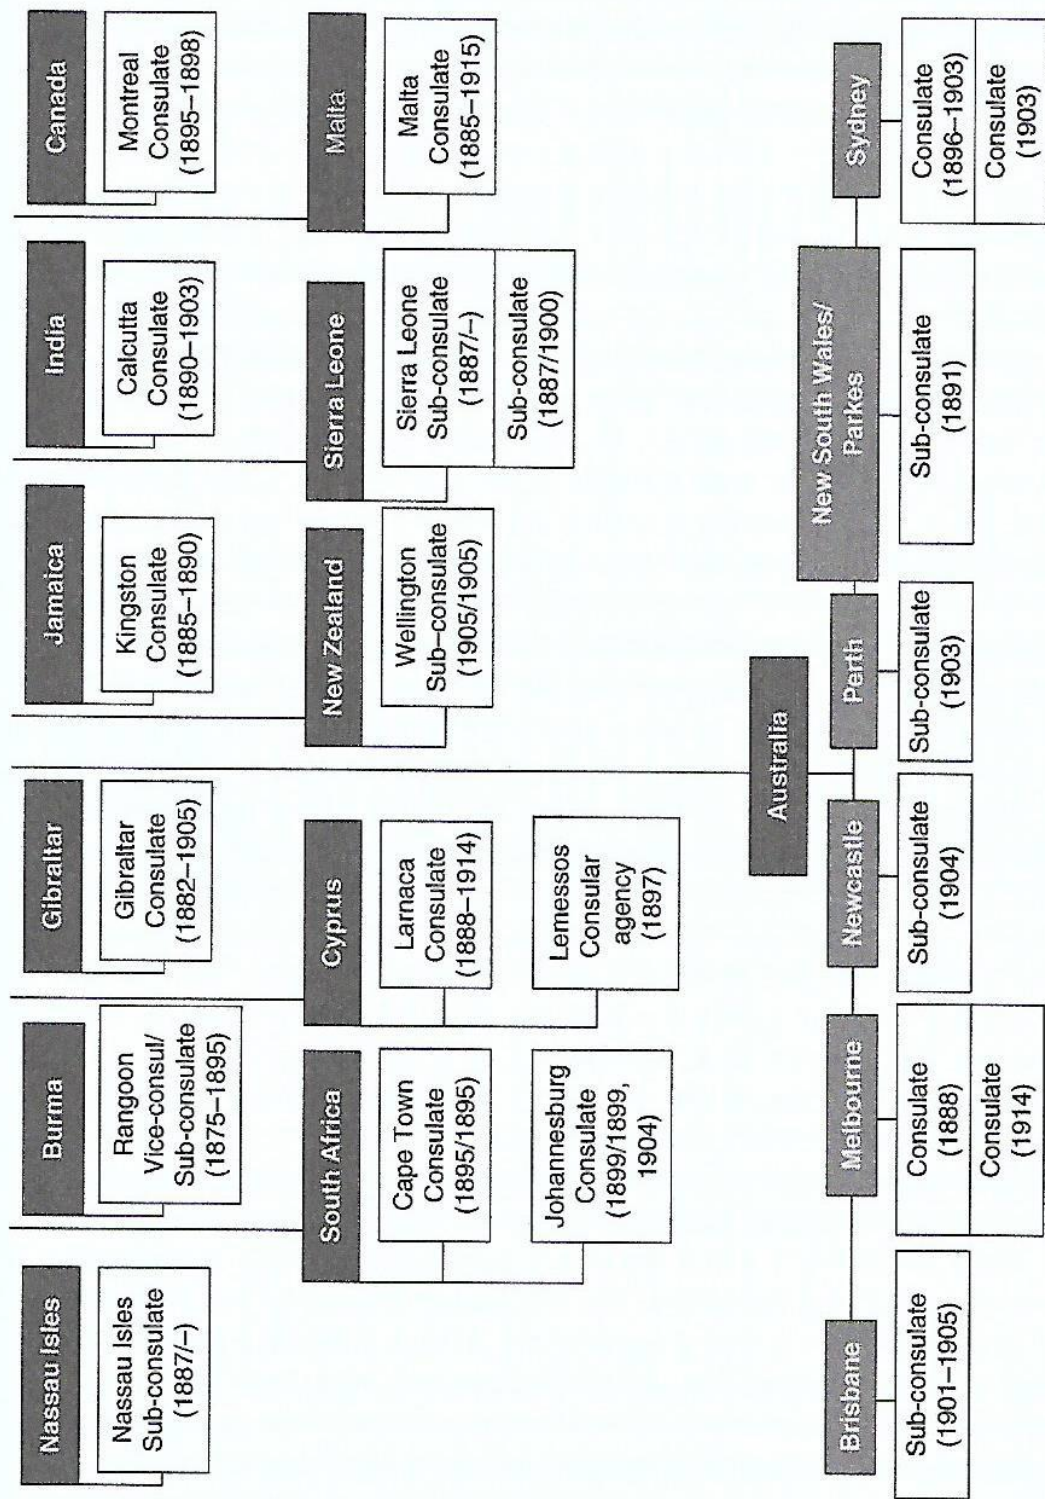 Nassau Isles
Nassau Isles
Sub-consulate
(1887/–)
Burma
Rangoon
Vice-consul/
Sub-consulate
(1875–1895)
Gibraltar
Gibraltar
Consulate
(1882–1905)
Jamaica
Kingston
Consulate
(1885–1890)
India
Calcutta
Consulate
(1890–1903)
Canada
Montreal
Consulate
(1895–1898)
South Africa
Cape Town
Consulate
(1895/1895)
Johannesburg
Consulate
(1899/1899,
1904)
Cyprus
Larnaca
Consulate
(1888–1914)
Lemessos
Consular
agency
(1897)
New Zealand
Wellington
Sub–consulate
(1905/1905)
Sierra Leone
Sierra Leone
Sub-consulate
(1887/–)
Sub-consulate
(1887/1900)
Malta
Malta
Consulate
(1885–1915)
Australia
Brisbane
Sub-consulate
(1901–1905)
Melbourne
Consulate
(1888)
Consulate
(1914)
Newcastle
Sub-consulate
(1904)
Perth
Sub-consulate
(1903)
New South Wales/
Parkes
Sub-consulate
(1891)
Sydney
Consulate
(1896–1903)
Consulate
(1903)